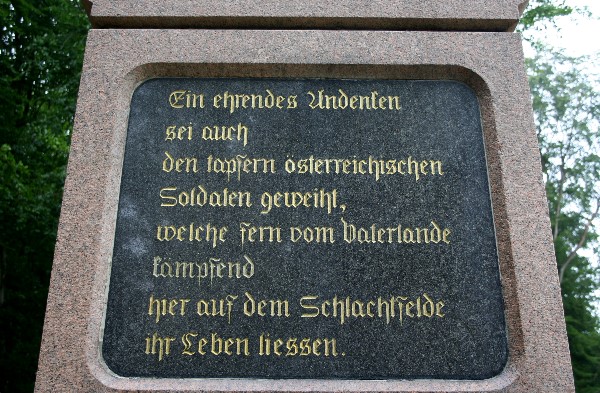 Ein ehrendes Andenken
sei auch
den tapfern österreichischen
Soldaten geweiht,
welche fern vom Vaterlande
kämpfend
hier auf dem Schlachtfelde
ihr Leben liessen.